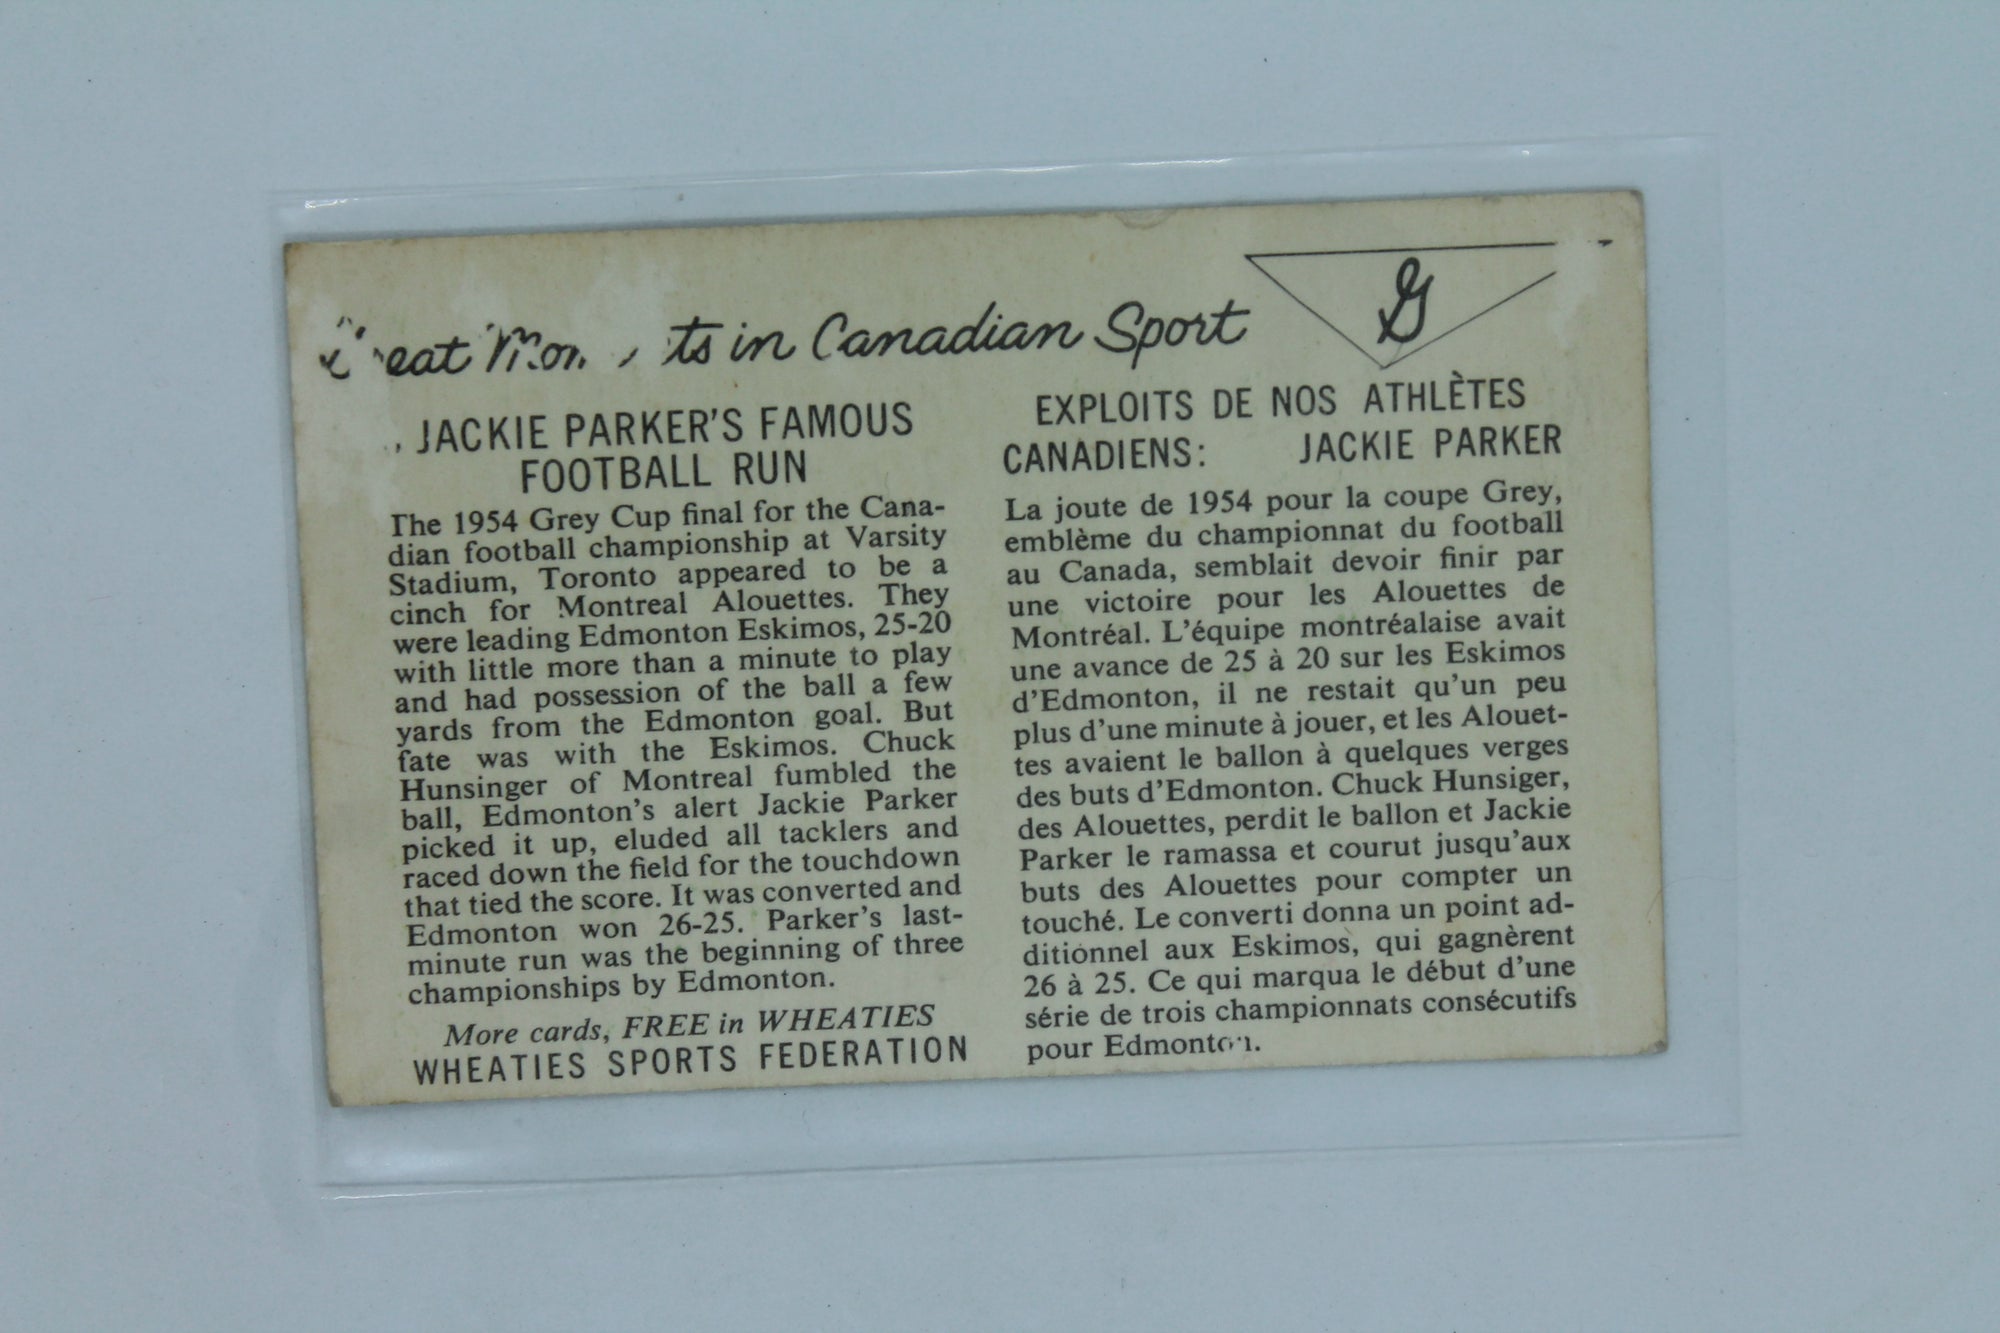 eat ts in Canadian Sport
G
JACKIE PARKER'S FAMOUS
FOOTBALL RUN
The 1954 Grey Cup final for the Cana-
dian football championship at Varsity
Stadium, Toronto appeared to be a
cinch for Montreal Alouettes. They
were leading Edmonton Eskimos, 25-20
with little more than a minute to play
and had possession of the ball a few
yards from the Edmonton goal. But
fate was with the Eskimos. Chuck
Hunsinger of Montreal fumbled the
ball, Edmonton's alert Jackie Parker
picked it up, eluded all tacklers and
raced down the field for the touchdown
that tied the score. It was converted and
Edmonton won 26-25. Parker's last-
minute run was the beginning of three
championships by Edmonton.
More cards, FREE in WHEATIES
WHEATIES SPORTS FEDERATION
EXPLOITS DE NOS ATHLÈTES
CANADIENS: JACKIE PARKER
La joute de 1954 pour la coupe Grey,
emblème du championnat du football
au Canada, semblait devoir finir par
une victoire pour les Alouettes de
Montréal. L'équipe montréalaise avait
une avance de 25 à 20 sur les Eskimos
d'Edmonton, il ne restait qu'un peu
plus d'une minute à jouer, et les Alouet-
tes avaient le ballon à quelques verges
des buts d'Edmonton. Chuck Hunsiger,
des Alouettes, perdit le ballon et Jackie
Parker le ramassa et courut jusqu'aux
buts des Alouettes pour compter un
touché. Le converti donna un point ad-
ditionnel aux Eskimos, qui gagnèrent
26 à 25. Ce qui marqua le début d'une
série de trois championnats consécutifs
pour Edmonton.